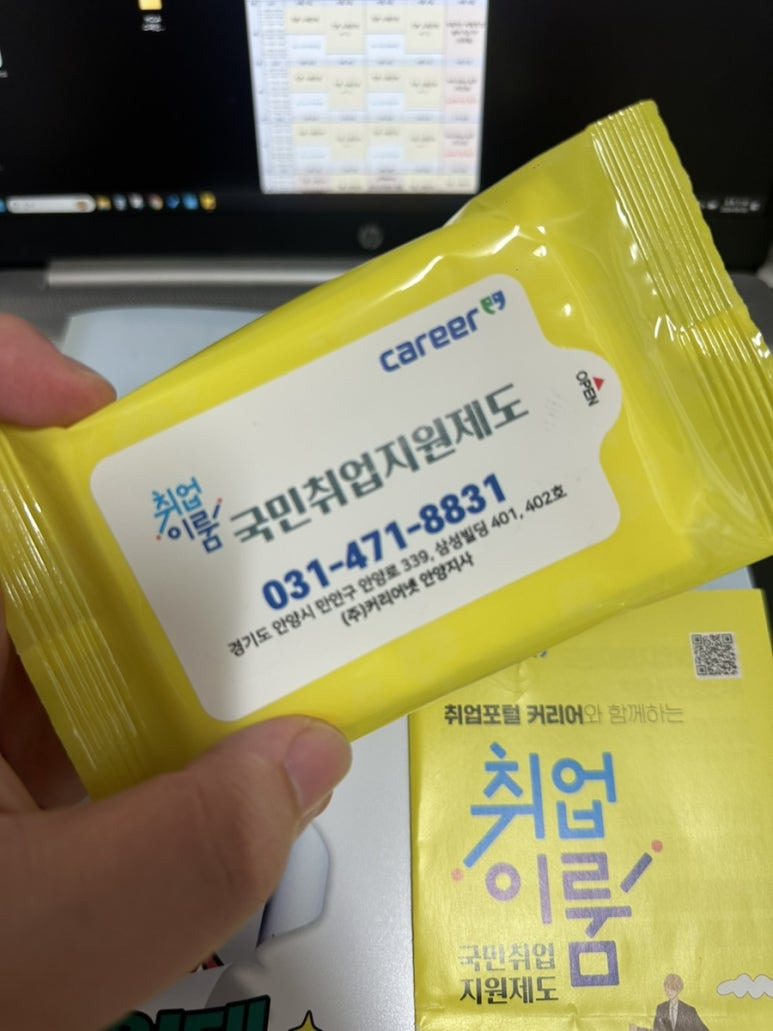 career
OPEN
취업
이룸
국민취업지원제도
031-471-8831
경기도 안양시 만안구 안양로 339, 삼성빌딩 401, 402호
(주)커리어넷 안양지사
취업포털 커리어와 함께하는
취업
이룸
국민취업
지원제도
hp